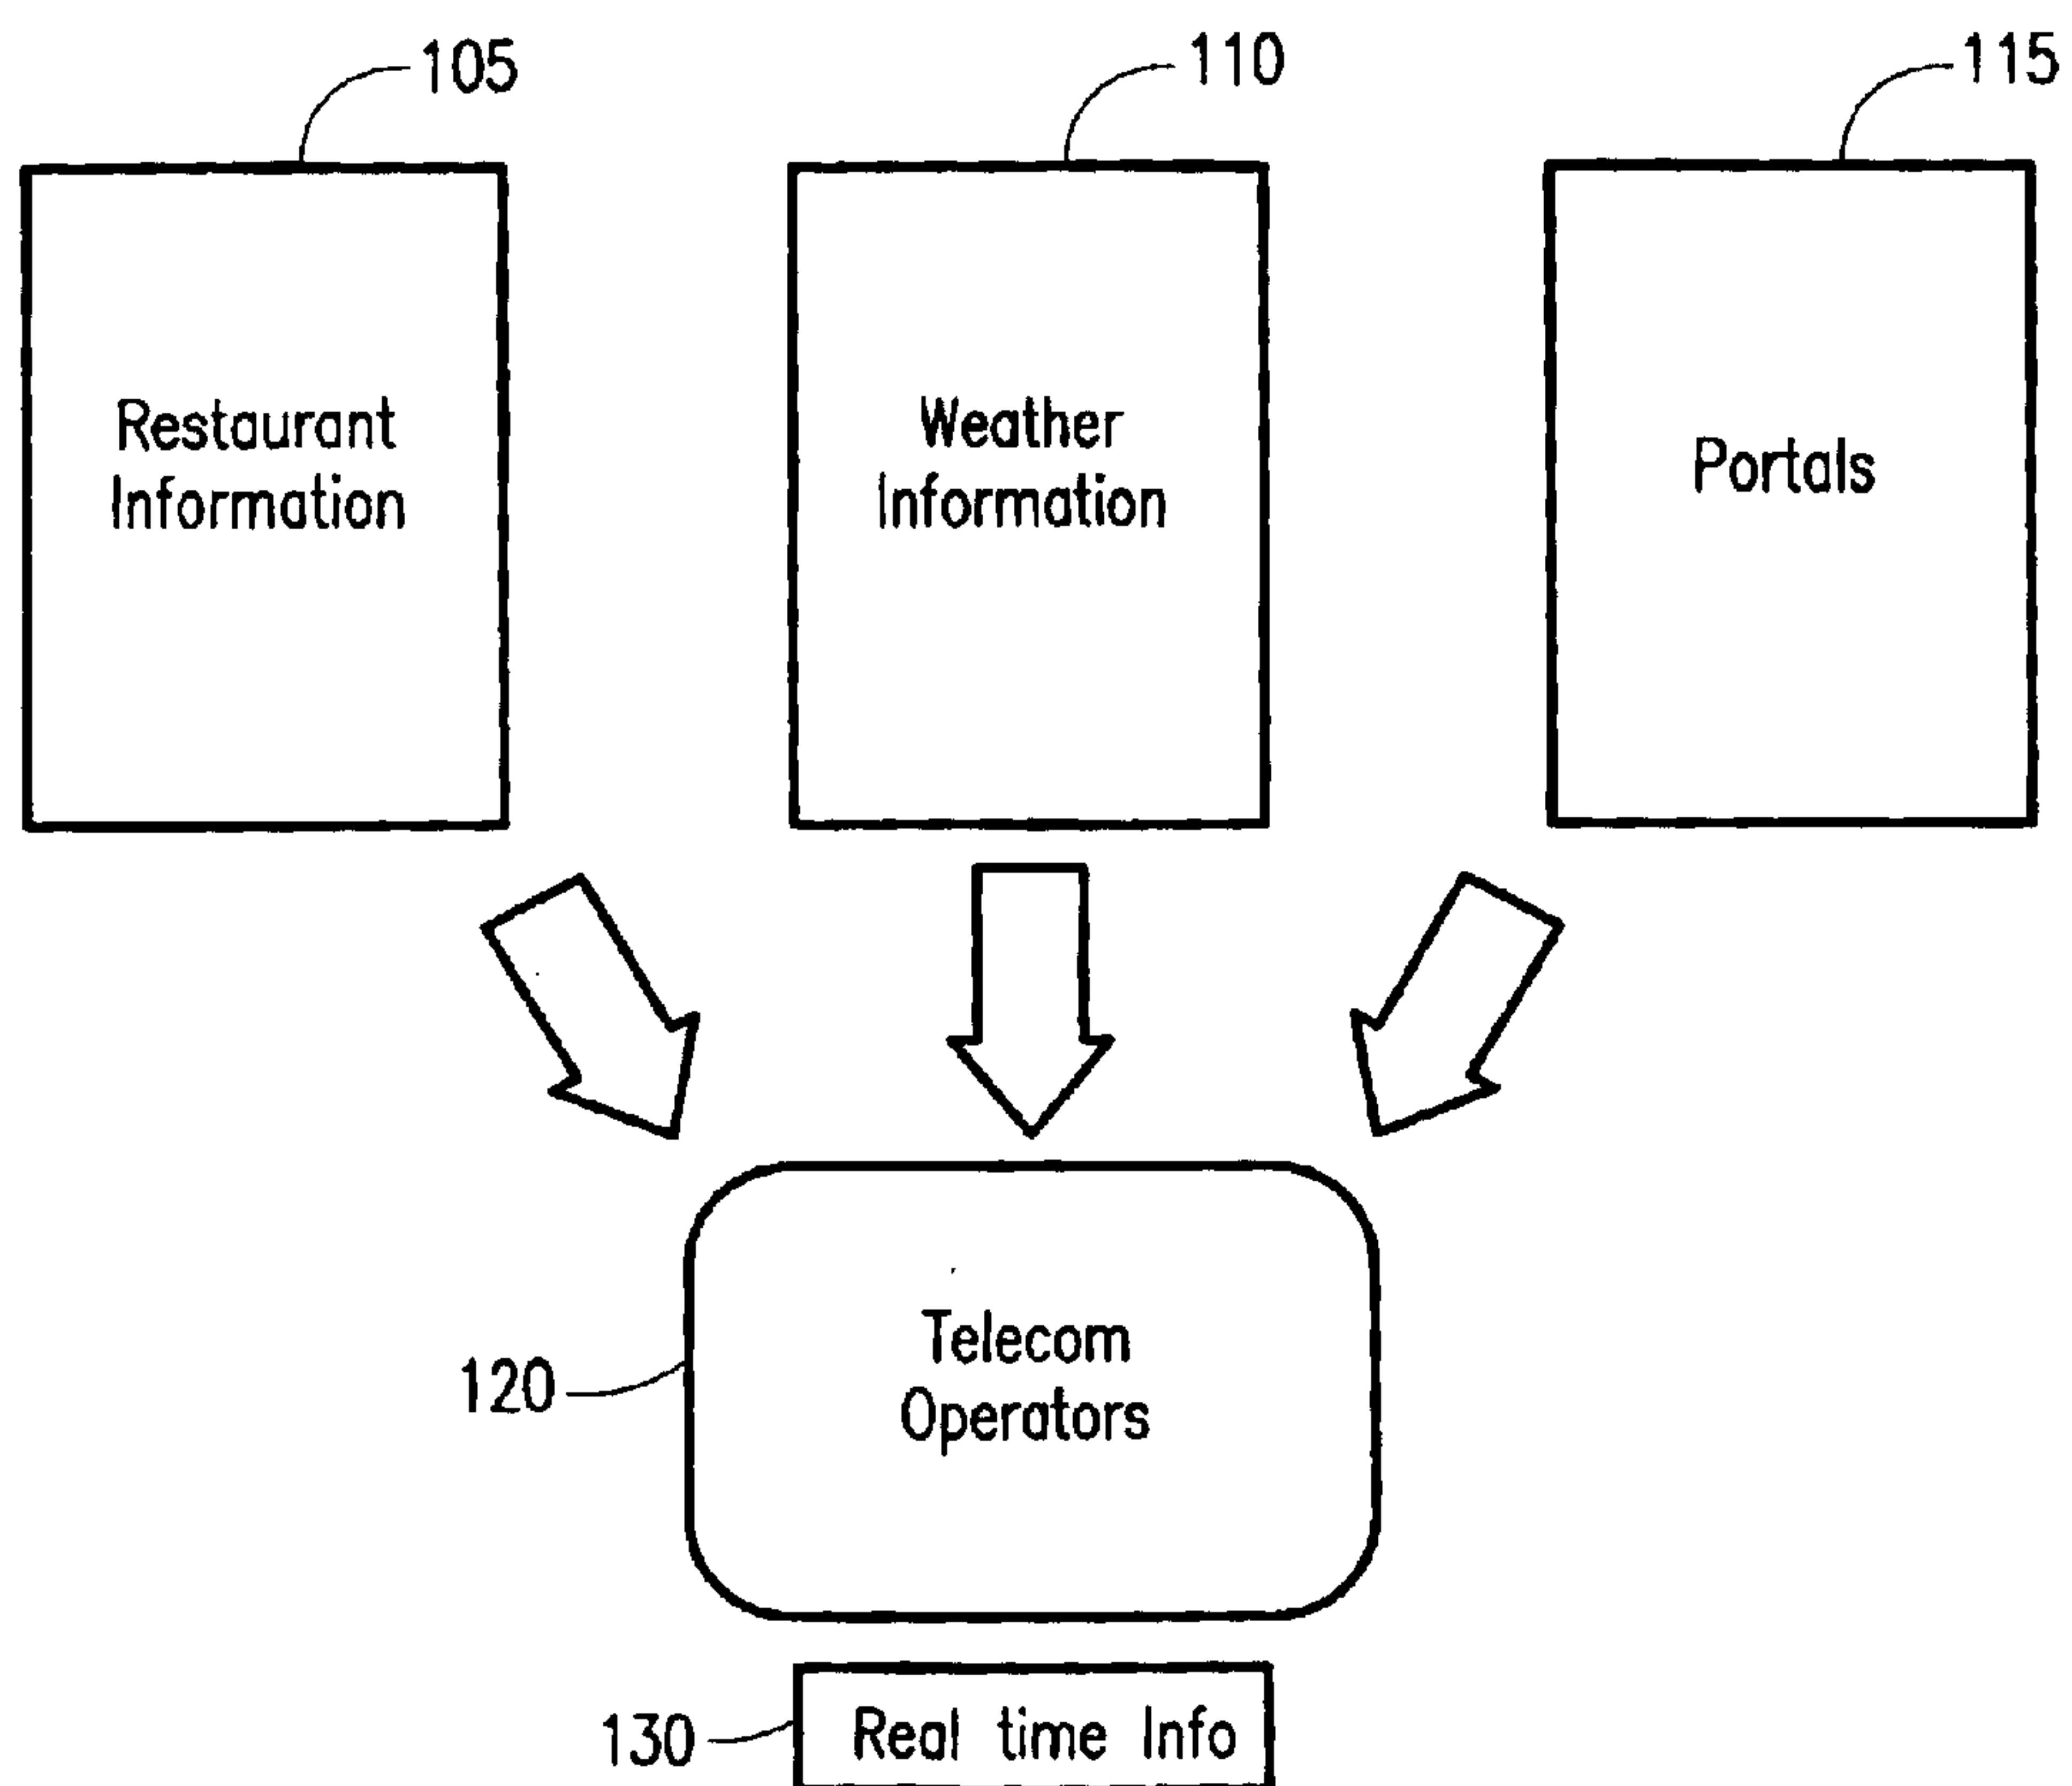 105
110
115
Restaurant
Information
Weather
Information
Portals
Telecom
Operators
120
130
Real time Info